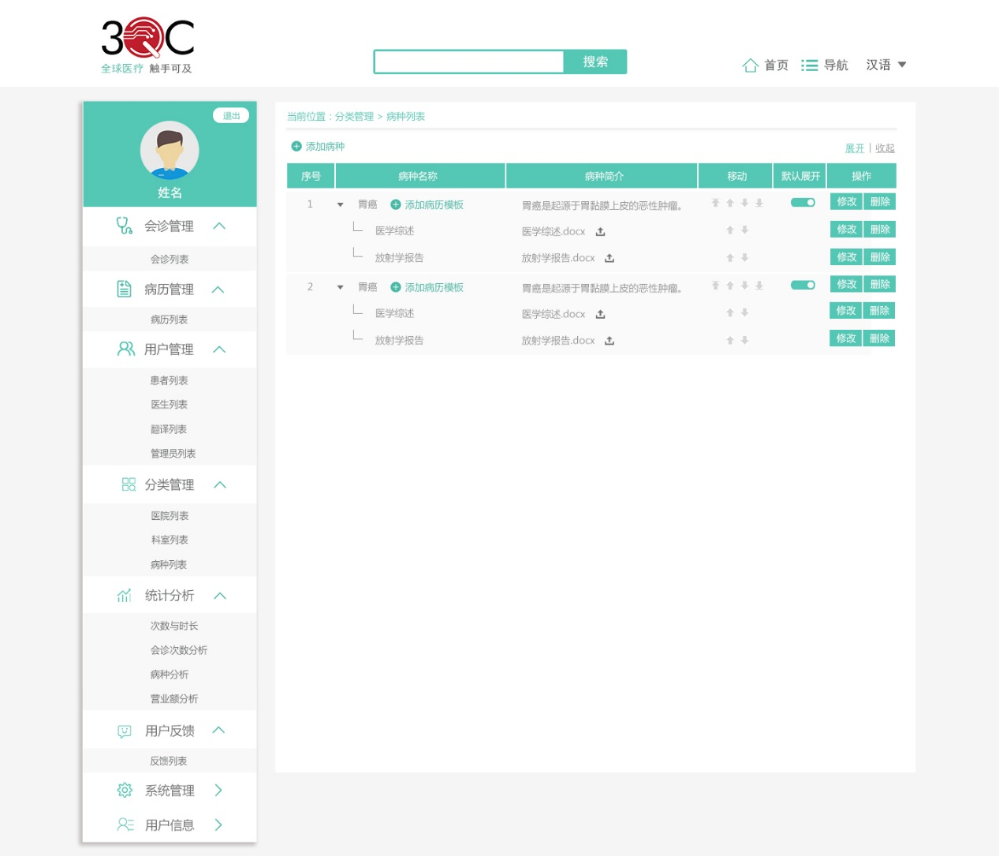 3QC
全球医疗 触手可及
搜索
首页 导航 汉语
退出
姓名
会诊管理
会诊列表
病历管理
病历列表
用户管理
患者列表
医生列表
翻译列表
管理员列表
分类管理
医院列表
科室列表
病种列表
统计分析
次数与时长
会诊次数分析
病种分析
营业额分析
用户反馈
反馈列表
系统管理
用户信息
当前位置：分类管理 > 病种列表
添加病种
展开 | 收起
序号 病种名称 病种简介 移动 默认展开 操作
1 胃癌 添加病历模板 胃癌是起源于胃黏膜上皮的恶性肿瘤。 修改 删除
医学综述 医学综述.docx 修改 删除
放射学报告 放射学报告.docx 修改 删除
2 胃癌 添加病历模板 胃癌是起源于胃黏膜上皮的恶性肿瘤。 修改 删除
医学综述 医学综述.docx 修改 删除
放射学报告 放射学报告.docx 修改 删除